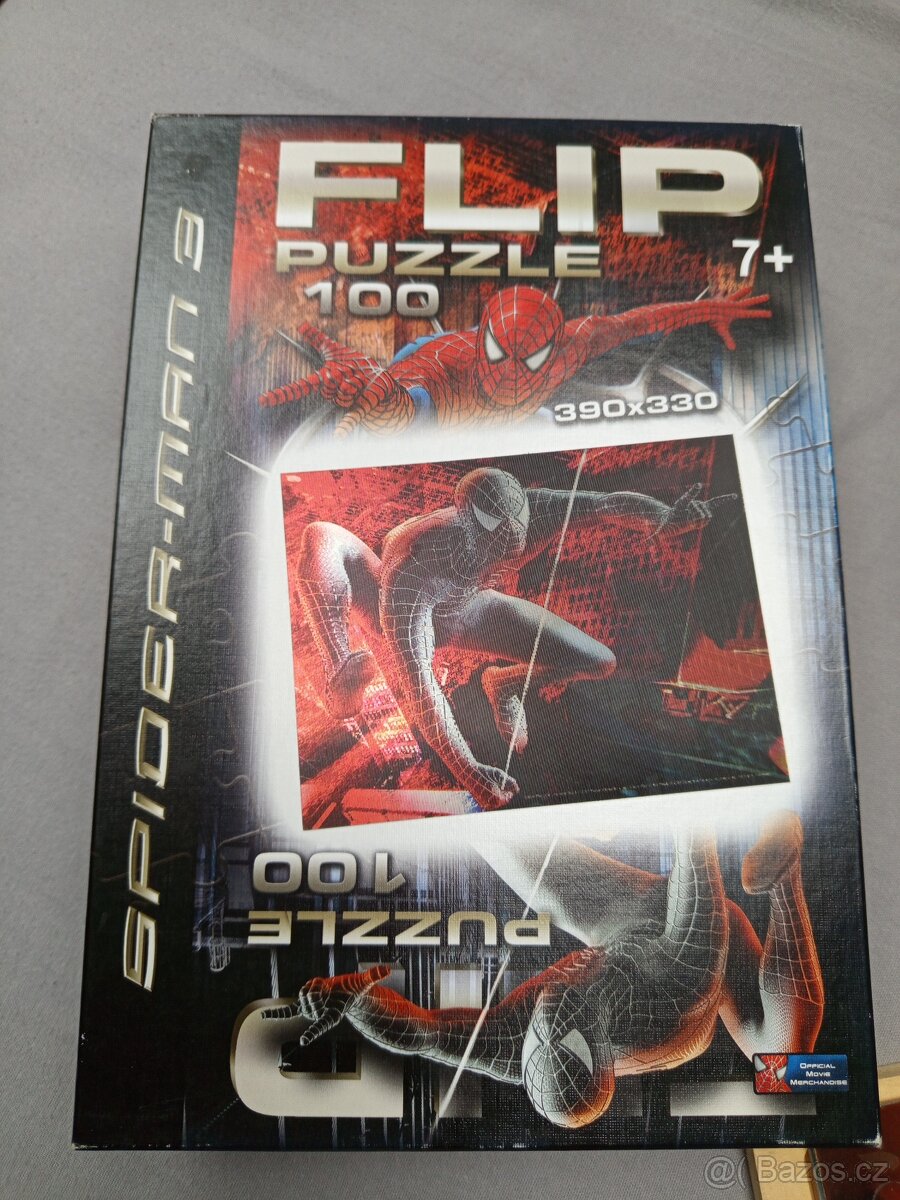 FLIP
PUZZLE
100
7+
390x330
SPIDER-MAN 3
FLIP
PUZZLE
100
OFFICIAL
MOVIE
MERCHANDISE
@Bazos.cz